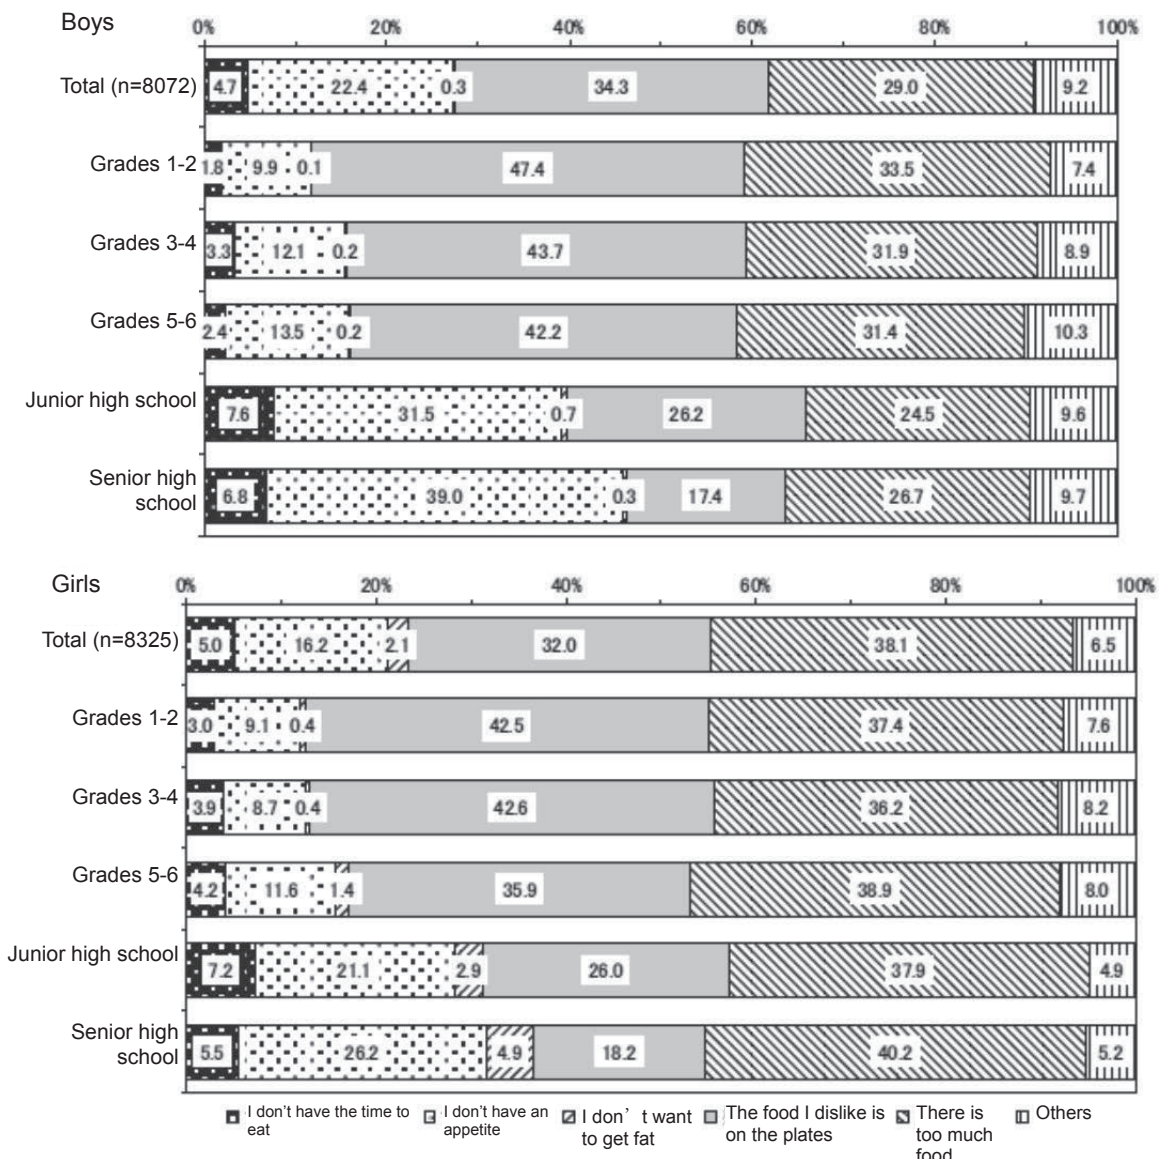 Boys
0% 20% 40% 60% 80% 100%
Total (n=8072) 4.7 22.4 0.3 34.3 29.0 9.2
Grades 1-2 1.8 9.9 0.1 47.4 33.5 7.4
Grades 3-4 3.3 12.1 0.2 43.7 31.9 8.9
Grades 5-6 2.4 13.5 0.2 42.2 31.4 10.3
Junior high school 7.6 31.5 0.7 26.2 24.5 9.6
Senior high
school 6.8 39.0 0.3 17.4 26.7 9.7
Girls
0% 20% 40% 60% 80% 100%
Total (n=8325) 5.0 16.2 2.1 32.0 38.1 6.5
Grades 1-2 3.0 9.1 0.4 42.5 37.4 7.6
Grades 3-4 3.9 8.7 0.4 42.6 36.2 8.2
Grades 5-6 4.2 11.6 1.4 35.9 38.9 8.0
Junior high school 7.2 21.1 2.9 26.0 37.9 4.9
Senior high
school 5.5 26.2 4.9 18.2 40.2 5.2
I don't have the time to
eat
I don't have an
appetite
I don' t want
to get fat
The food I dislike is
on the plates
There is
too much
food
Others